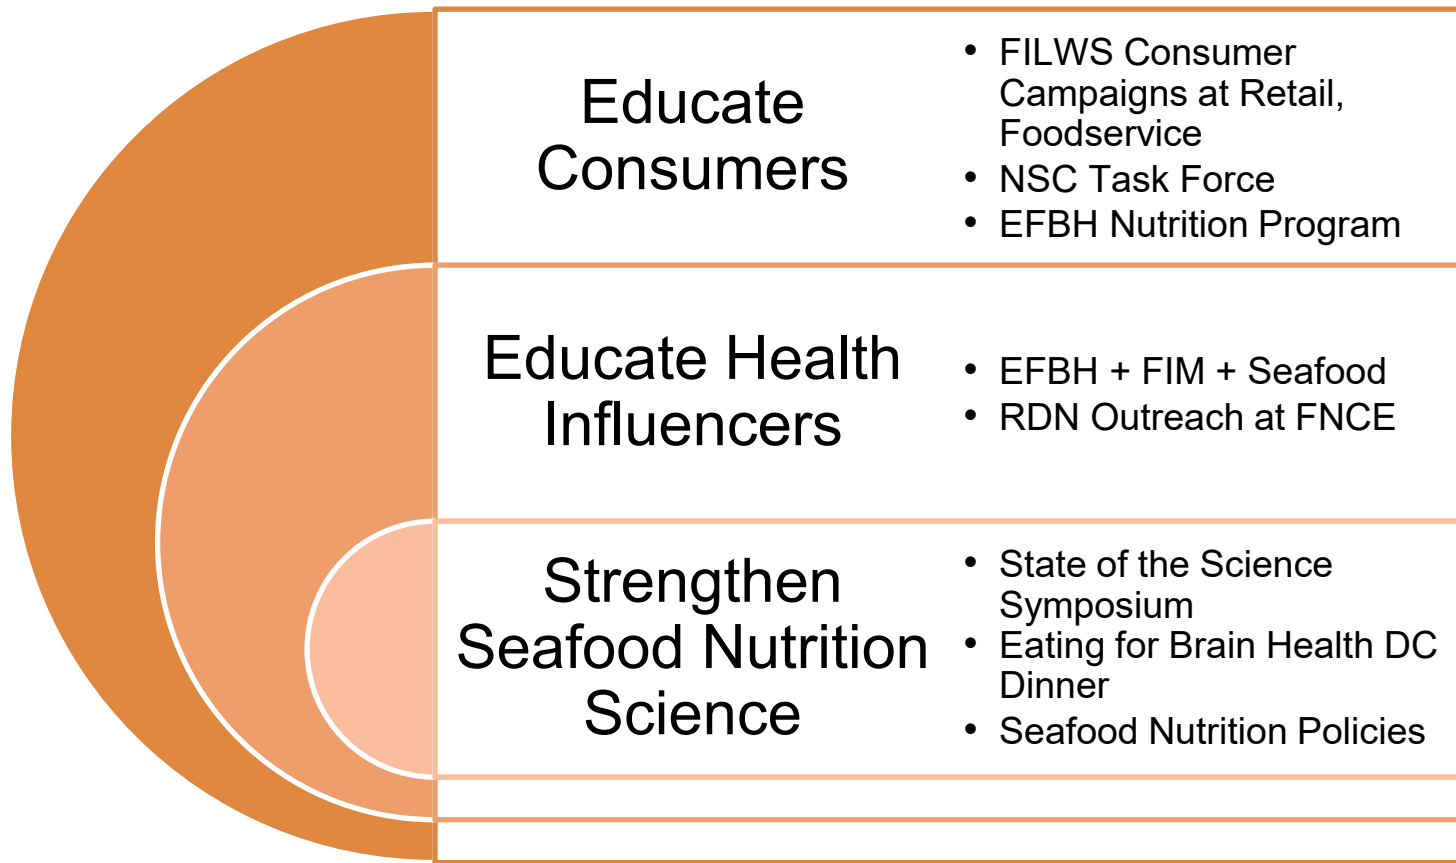 Educate
Consumers
• FILWS Consumer
Campaigns at Retail,
Foodservice
• NSC Task Force
• EFBH Nutrition Program
Educate Health
Influencers
• EFBH + FIM + Seafood
• RDN Outreach at FNCE
Strengthen
Seafood Nutrition
Science
• State of the Science
Symposium
• Eating for Brain Health DC
Dinner
• Seafood Nutrition Policies